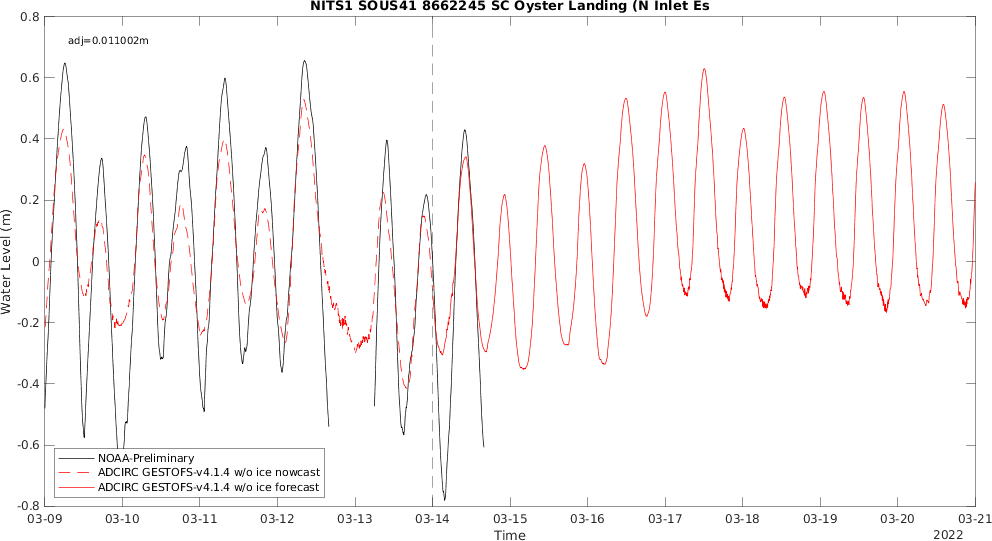 NITS1 SOUS41 8662245 SC Oyster Landing (N Inlet Es
adj=0.011002m
Water Level (m)
0.8
0.6
0.4
0.2
0
-0.2
-0.4
-0.6
-0.8
NOAA-Preliminary
ADCIRC GESTOFS-v4.1.4 w/o ice nowcast
ADCIRC GESTOFS-v4.1.4 w/o ice forecast
03-09 03-10 03-11 03-12 03-13 03-14 03-15 03-16 03-17 03-18 03-19 03-20 03-21
Time
2022